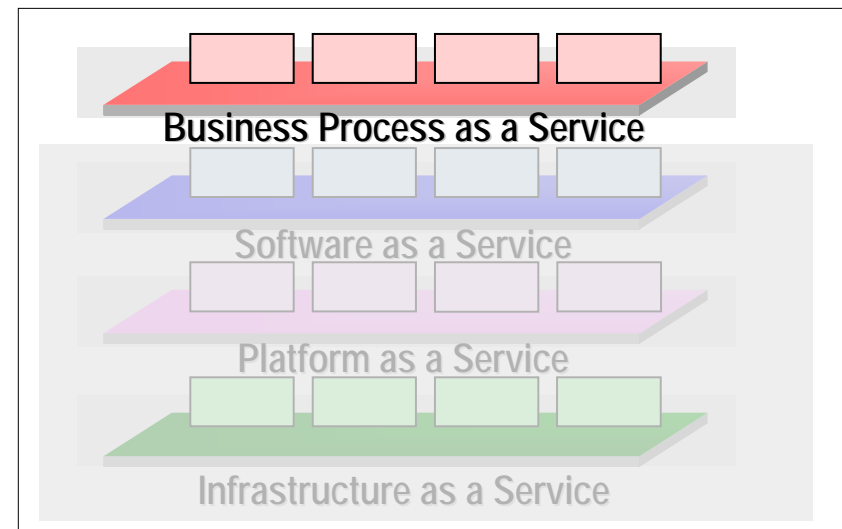 Business Process as a Service
Software as a Service
Platform as a Service
Infrastructure as a Service